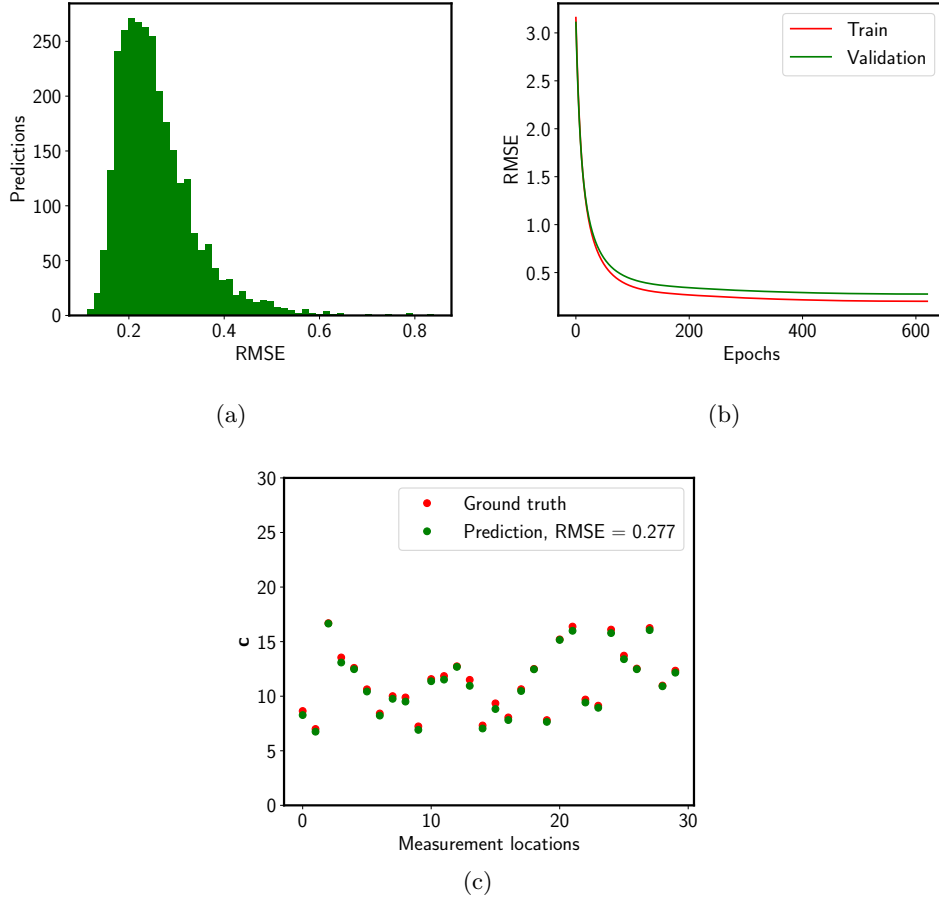 250
200
150
100
50
0
Predictions
0.2 0.4 0.6 0.8
RMSE
(a)
3.0
2.5
2.0
1.5
1.0
0.5
RMSE
Train
Validation
0 200 400 600
Epochs
(b)
30
25
20
15
10
5
0
c
Ground truth
Prediction, RMSE = 0.277
0 10 20 30
Measurement locations
(c)